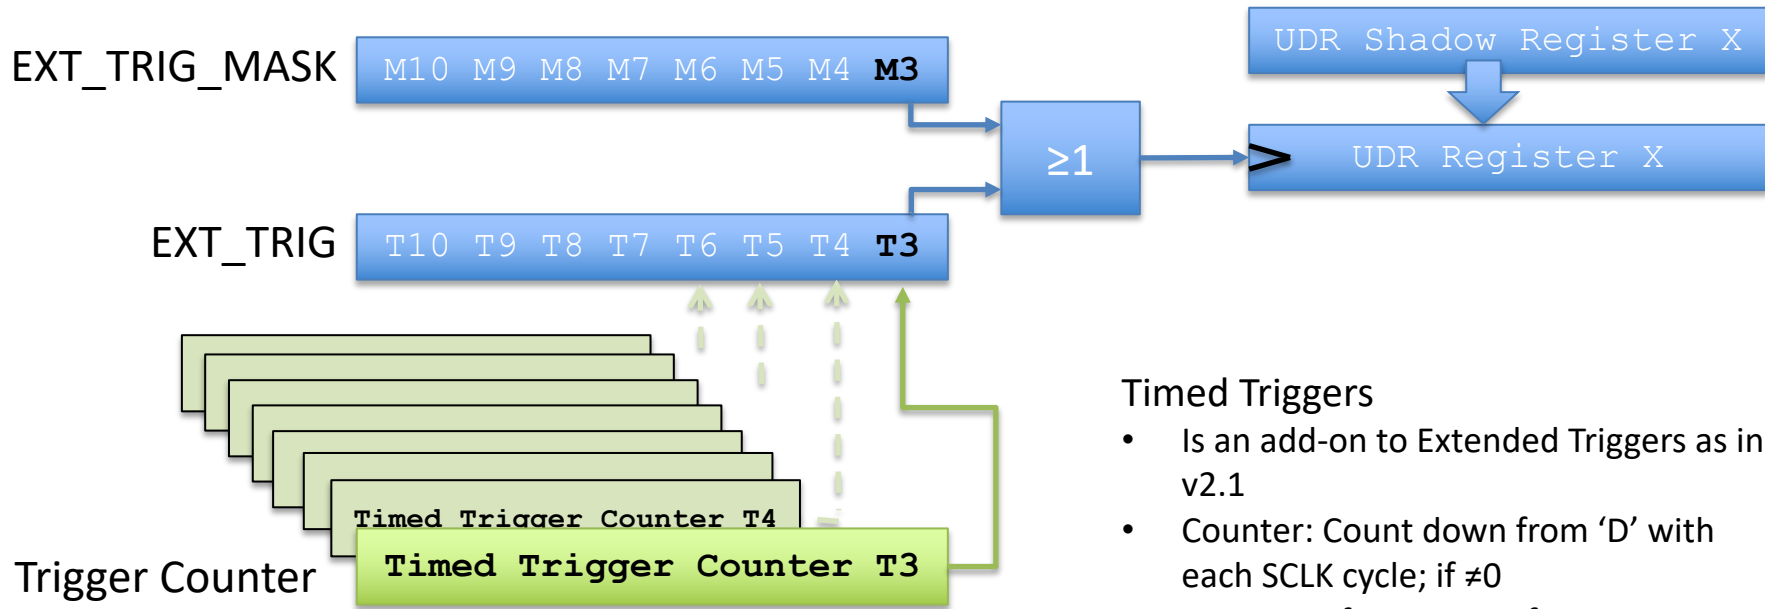 EXT_TRIG_MASK
M10 M9 M8 M7 M6 M5 M4 M3
UDR Shadow Register X
≥1
> UDR Register X
EXT_TRIG
T10 T9 T8 T7 T6 T5 T4 T3
Timed Trigger Counter T4
Trigger Counter
Timed Trigger Counter T3
Timed Triggers
• Is an add-on to Extended Triggers as in
v2.1
• Counter: Count down from ‘D’ with
each SCLK cycle; if ≠0